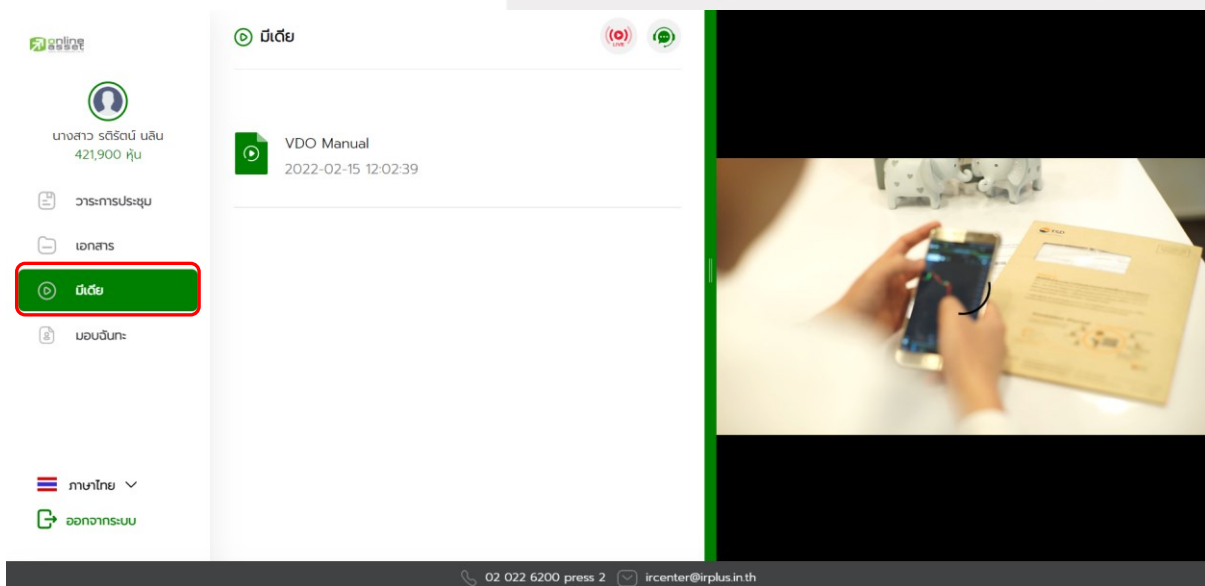 online
asset
นางสาว รติรัตน์ นลิน
421,900 หุ้น
วาระการประชุม
เอกสาร
มีเดีย
มอบฉันทะ
ภาษาไทย
ออกจากระบบ
มีเดีย
LIVE
VDO Manual
2022-02-15 12:02:39
TSD
02 022 6200 press 2
ircenter@irplus.in.th